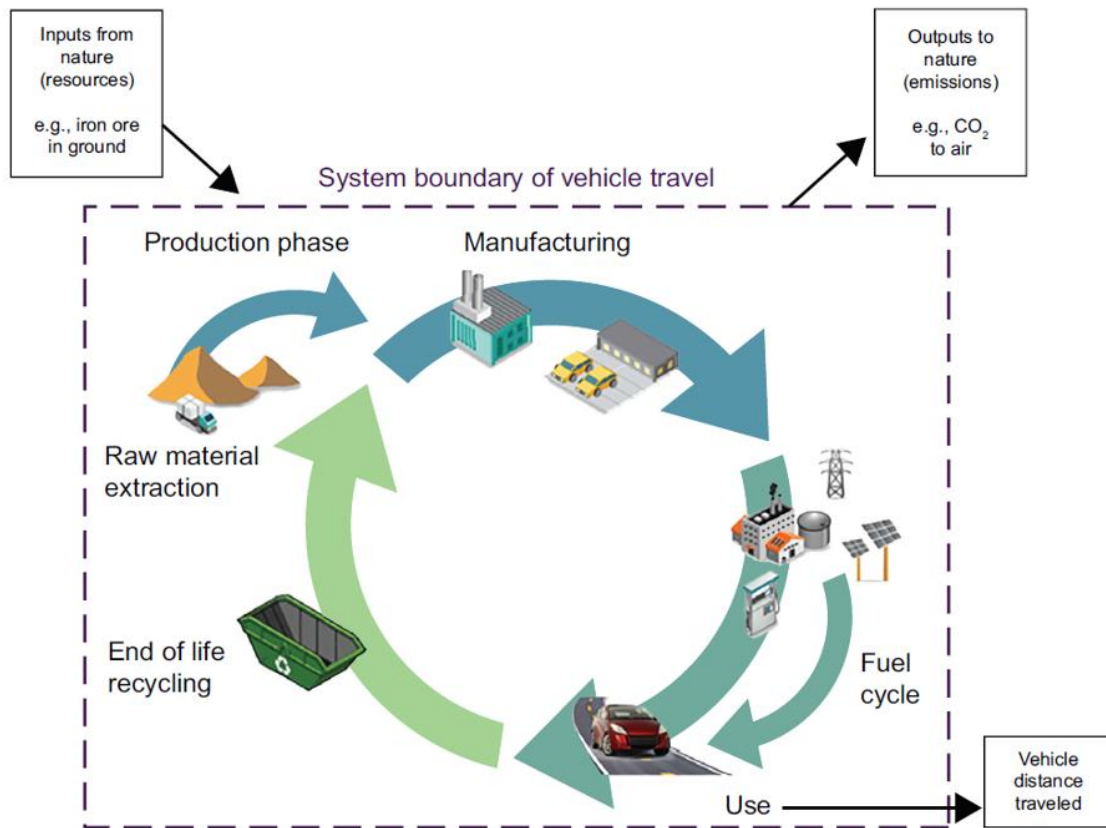 Inputs from
nature
(resources)
e.g., iron ore
in ground
Outputs to
nature
(emissions)
e.g., CO₂
to air
System boundary of vehicle travel
Production phase
Manufacturing
Raw material
extraction
End of life
recycling
Fuel
cycle
Use
Vehicle
distance
traveled